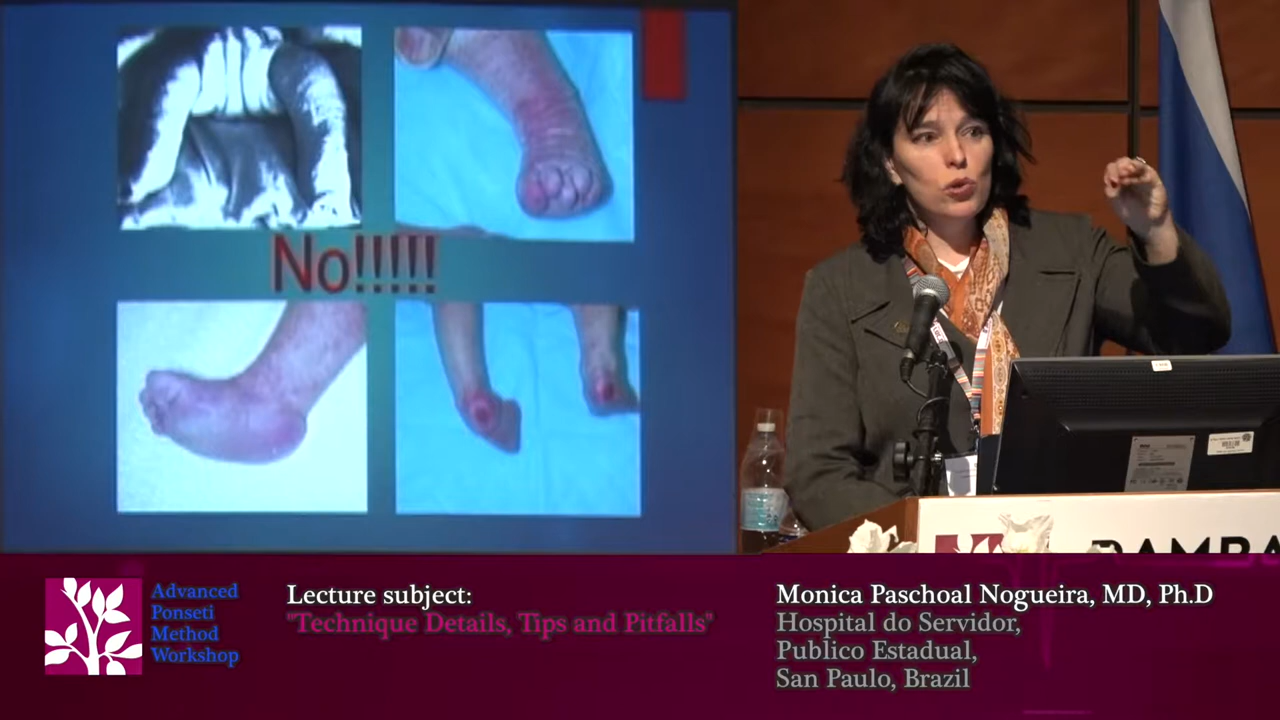 No!!!!!
Advanced
Ponseti
Method
Workshop
Lecture subject:
"Technique Details, Tips and Pitfalls"
Monica Paschoal Nogueira, MD, Ph.D
Hospital do Servidor,
Publico Estadual,
San Paulo, Brazil